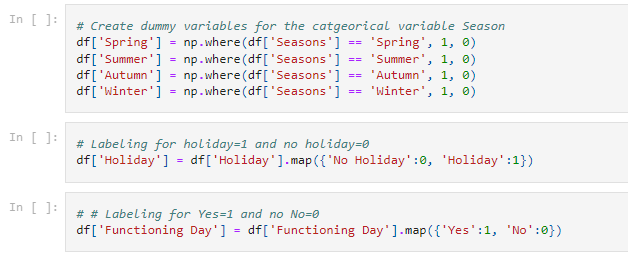 In [ ]:
# Create dummy variables for the catgeorical variable Season
df['Spring'] = np.where(df['Seasons'] == 'Spring', 1, 0)
df['Summer'] = np.where(df['Seasons'] == 'Summer', 1, 0)
df['Autumn'] = np.where(df['Seasons'] == 'Autumn', 1, 0)
df['Winter'] = np.where(df['Seasons'] == 'Winter', 1, 0)
In [ ]:
# Labeling for holiday=1 and no holiday=0
df['Holiday'] = df['Holiday'].map({'No Holiday':0, 'Holiday':1})
In [ ]:
# # Labeling for Yes=1 and no No=0
df['Functioning Day'] = df['Functioning Day'].map({'Yes':1, 'No':0})